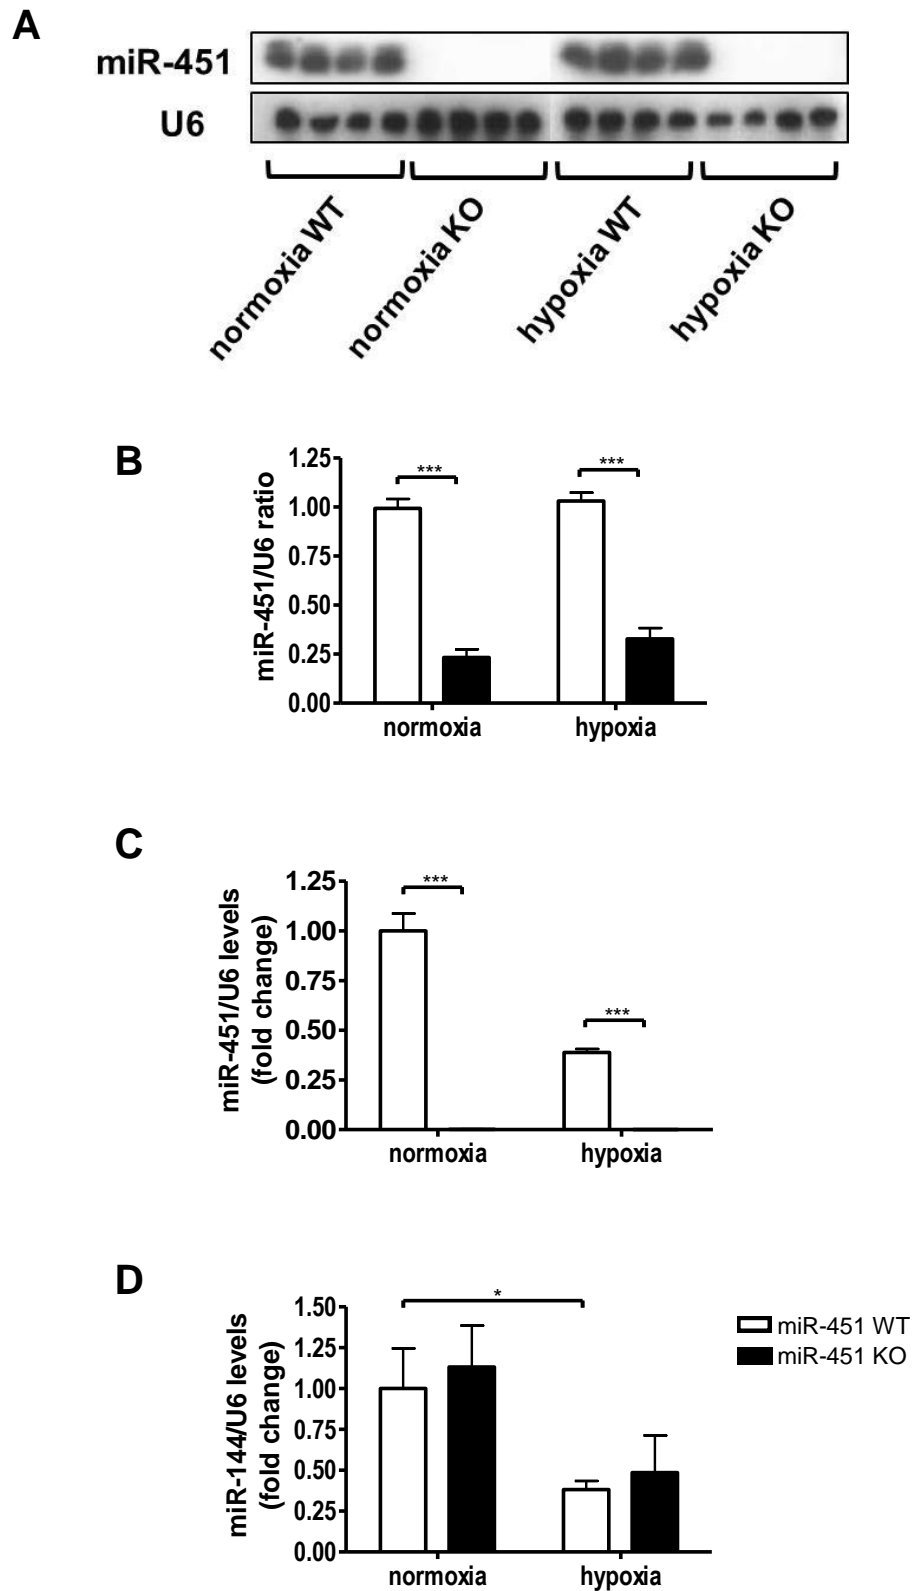 A
miR-451
U6
normoxia WT
normoxia KO
hypoxia WT
hypoxia KO
B
miR-451/U6 ratio
1.25
1.00
0.75
0.50
0.25
0.00
***
***
normoxia
hypoxia
C
miR-451/U6 levels
(fold change)
1.25
1.00
0.75
0.50
0.25
0.00
***
***
normoxia
hypoxia
D
miR-144/U6 levels
(fold change)
1.50
1.25
1.00
0.75
0.50
0.25
0.00
*
normoxia
hypoxia
miR-451 WT
miR-451 KO